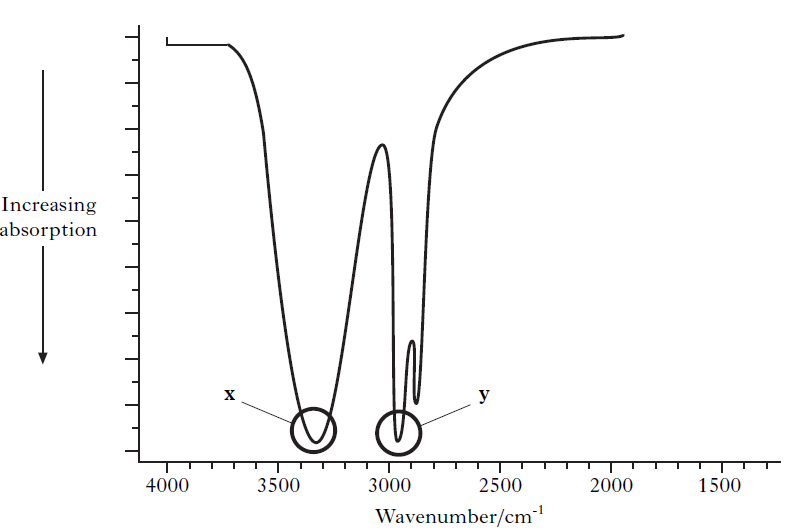 Increasing
absorption
x
y
4000 3500 3000 2500 2000 1500
Wavenumber/cm-1